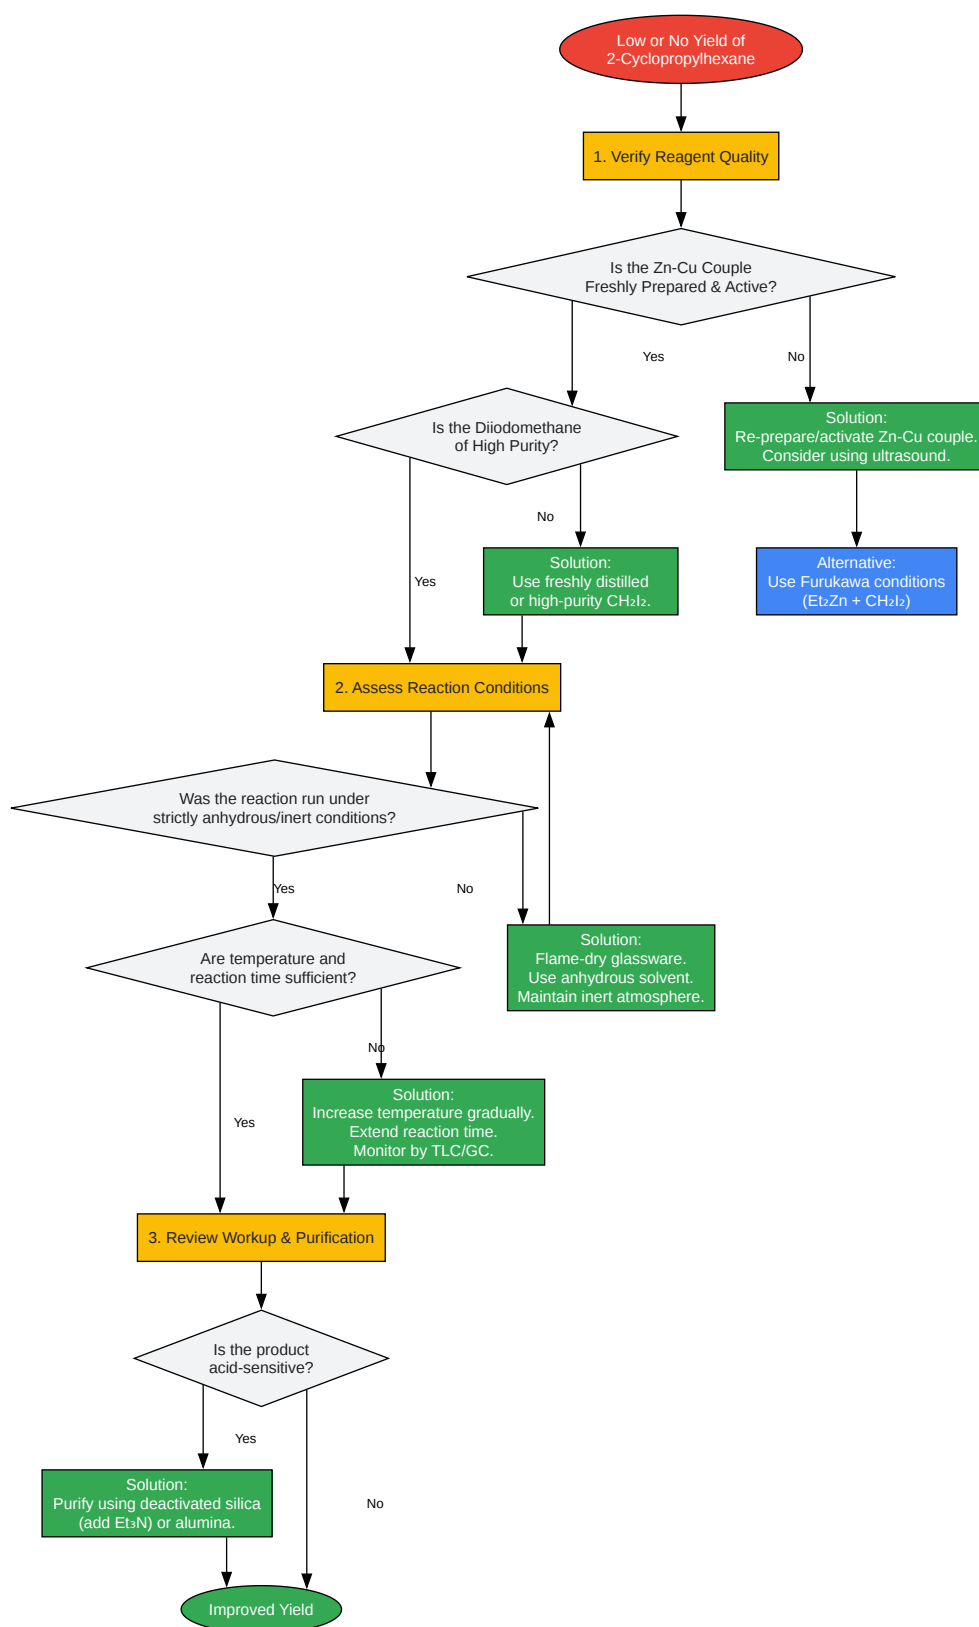 Low or No Yield of
2-Cyclopropylhexane
1. Verify Reagent Quality
Is the Zn-Cu Couple
Freshly Prepared & Active?
Yes
No
Is the Diiodomethane
of High Purity?
Solution:
Re-prepare/activate Zn-Cu couple.
Consider using ultrasound.
No
Yes
Solution:
Use freshly distilled
or high-purity CH₂I₂.
Alternative:
Use Furukawa conditions
(Et₂Zn + CH₂I₂)
2. Assess Reaction Conditions
Was the reaction run under
strictly anhydrous/inert conditions?
Yes
No
Are temperature and
reaction time sufficient?
Solution:
Flame-dry glassware.
Use anhydrous solvent.
Maintain inert atmosphere.
No
Yes
Solution:
Increase temperature gradually.
Extend reaction time.
Monitor by TLC/GC.
3. Review Workup & Purification
Is the product
acid-sensitive?
Yes
No
Solution:
Purify using deactivated silica
(add Et₃N) or alumina.
Improved Yield